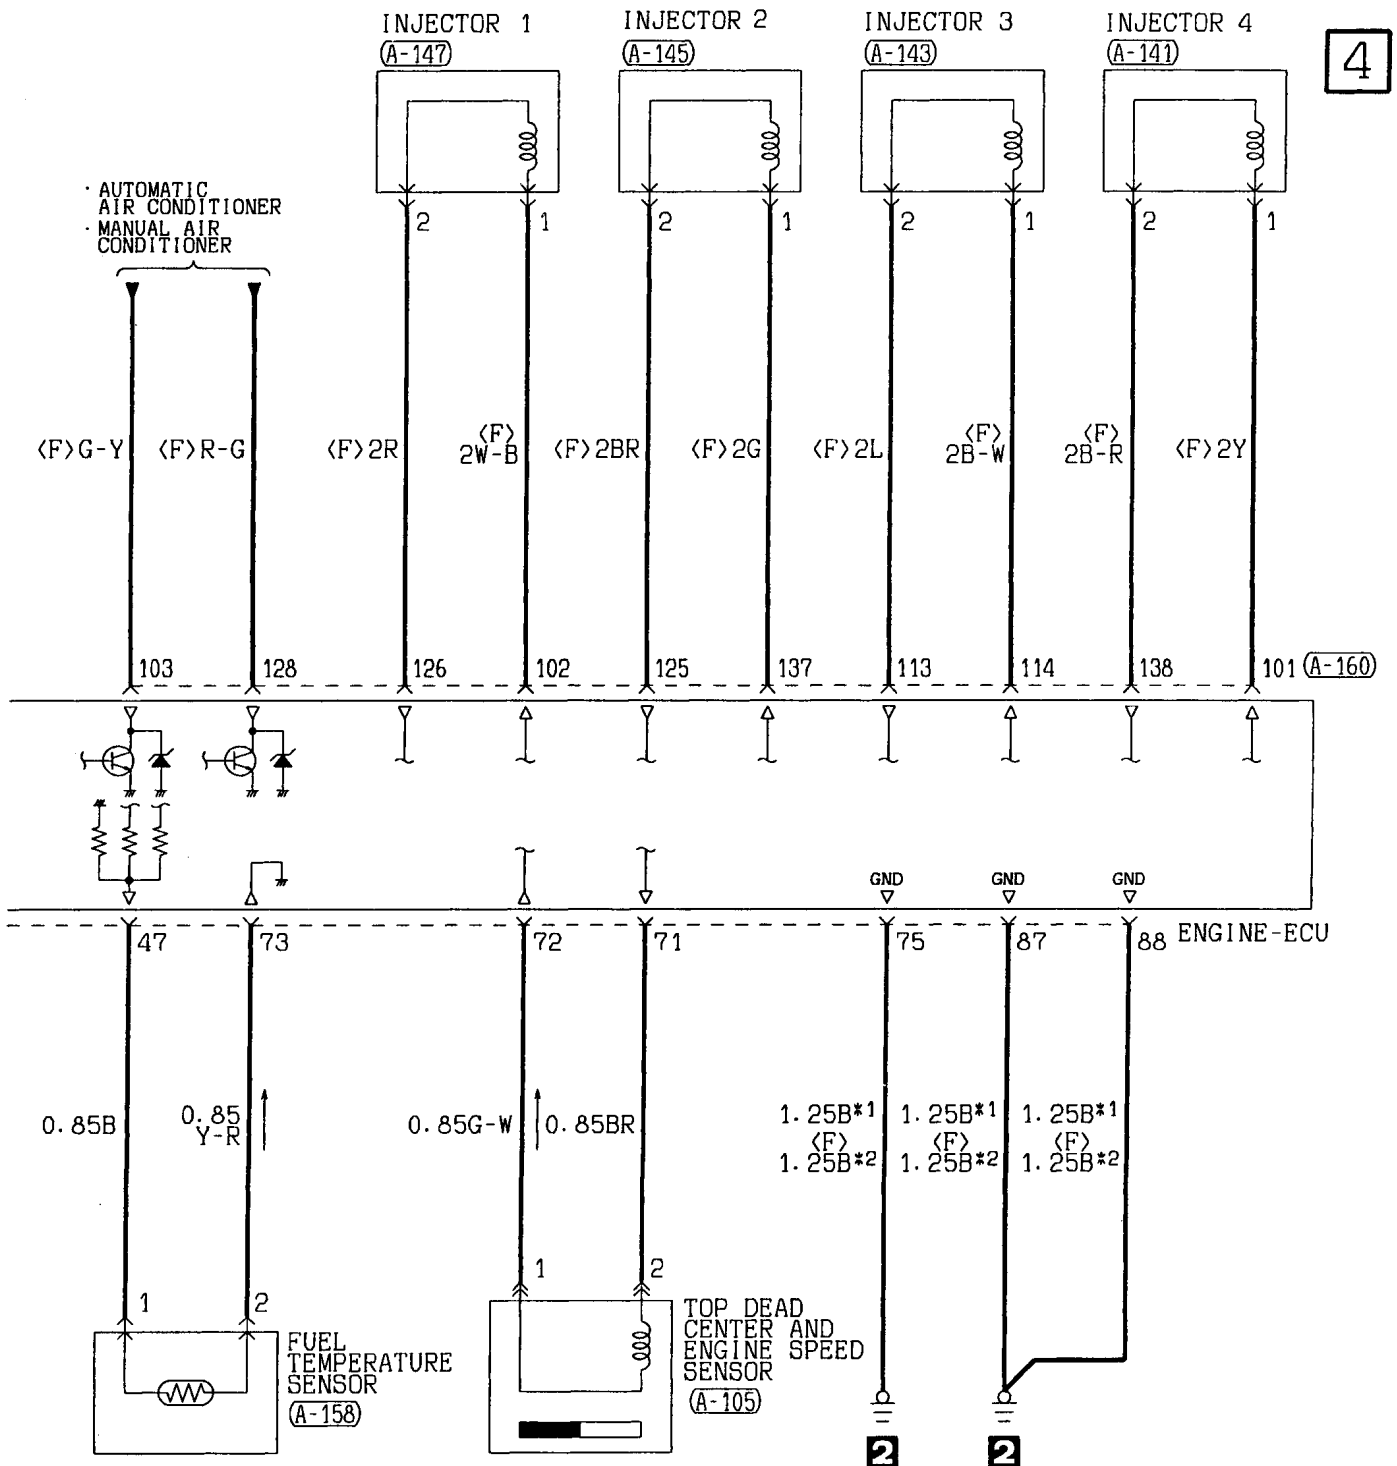 INJECTOR 1
INJECTOR 2
INJECTOR 3
INJECTOR 4
(A-147)
(A-145)
(A-143)
(A-141)
4
· AUTOMATIC
AIR CONDITIONER
· MANUAL AIR
CONDITIONER
2
1
2
1
2
1
2
1
<F>G-Y
<F>R-G
<F>2R
<F>
2W-B
<F>2BR
<F>2G
<F>2L
<F>
2B-W
<F>
2B-R
<F>2Y
103
128
126
102
125
137
113
114
138
101
(A-160)
GND
GND
GND
47
73
72
71
75
87
88
ENGINE-ECU
0.85B
0.85
Y-R
0.85G-W
0.85BR
1.25B*1
<F>
1.25B*2
1.25B*1
<F>
1.25B*2
1.25B*1
<F>
1.25B*2
1
2
1
2
FUEL
TEMPERATURE
SENSOR
(A-158)
TOP DEAD
CENTER AND
ENGINE SPEED
SENSOR
(A-105)
2
2